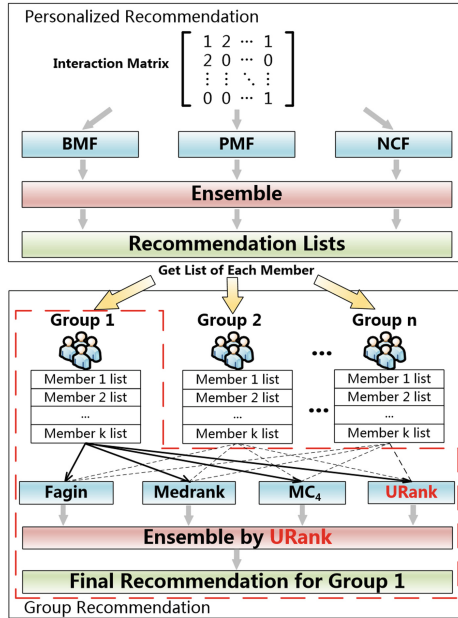 Personalized Recommendation
Interaction Matrix
1 2 ··· 1
2 0 ··· 0
⋮ ⋮ ⋱ ⋮
0 0 ··· 1
BMF PMF NCF
Ensemble
Recommendation Lists
Get List of Each Member
Group 1 Group 2 Group n
...
Member 1 list Member 1 list Member 1 list
Member 2 list Member 2 list Member 2 list
... ... ... ...
Member k list Member k list Member k list
Fagin Medrank MC₄ URank
Ensemble by URank
Final Recommendation for Group 1
Group Recommendation